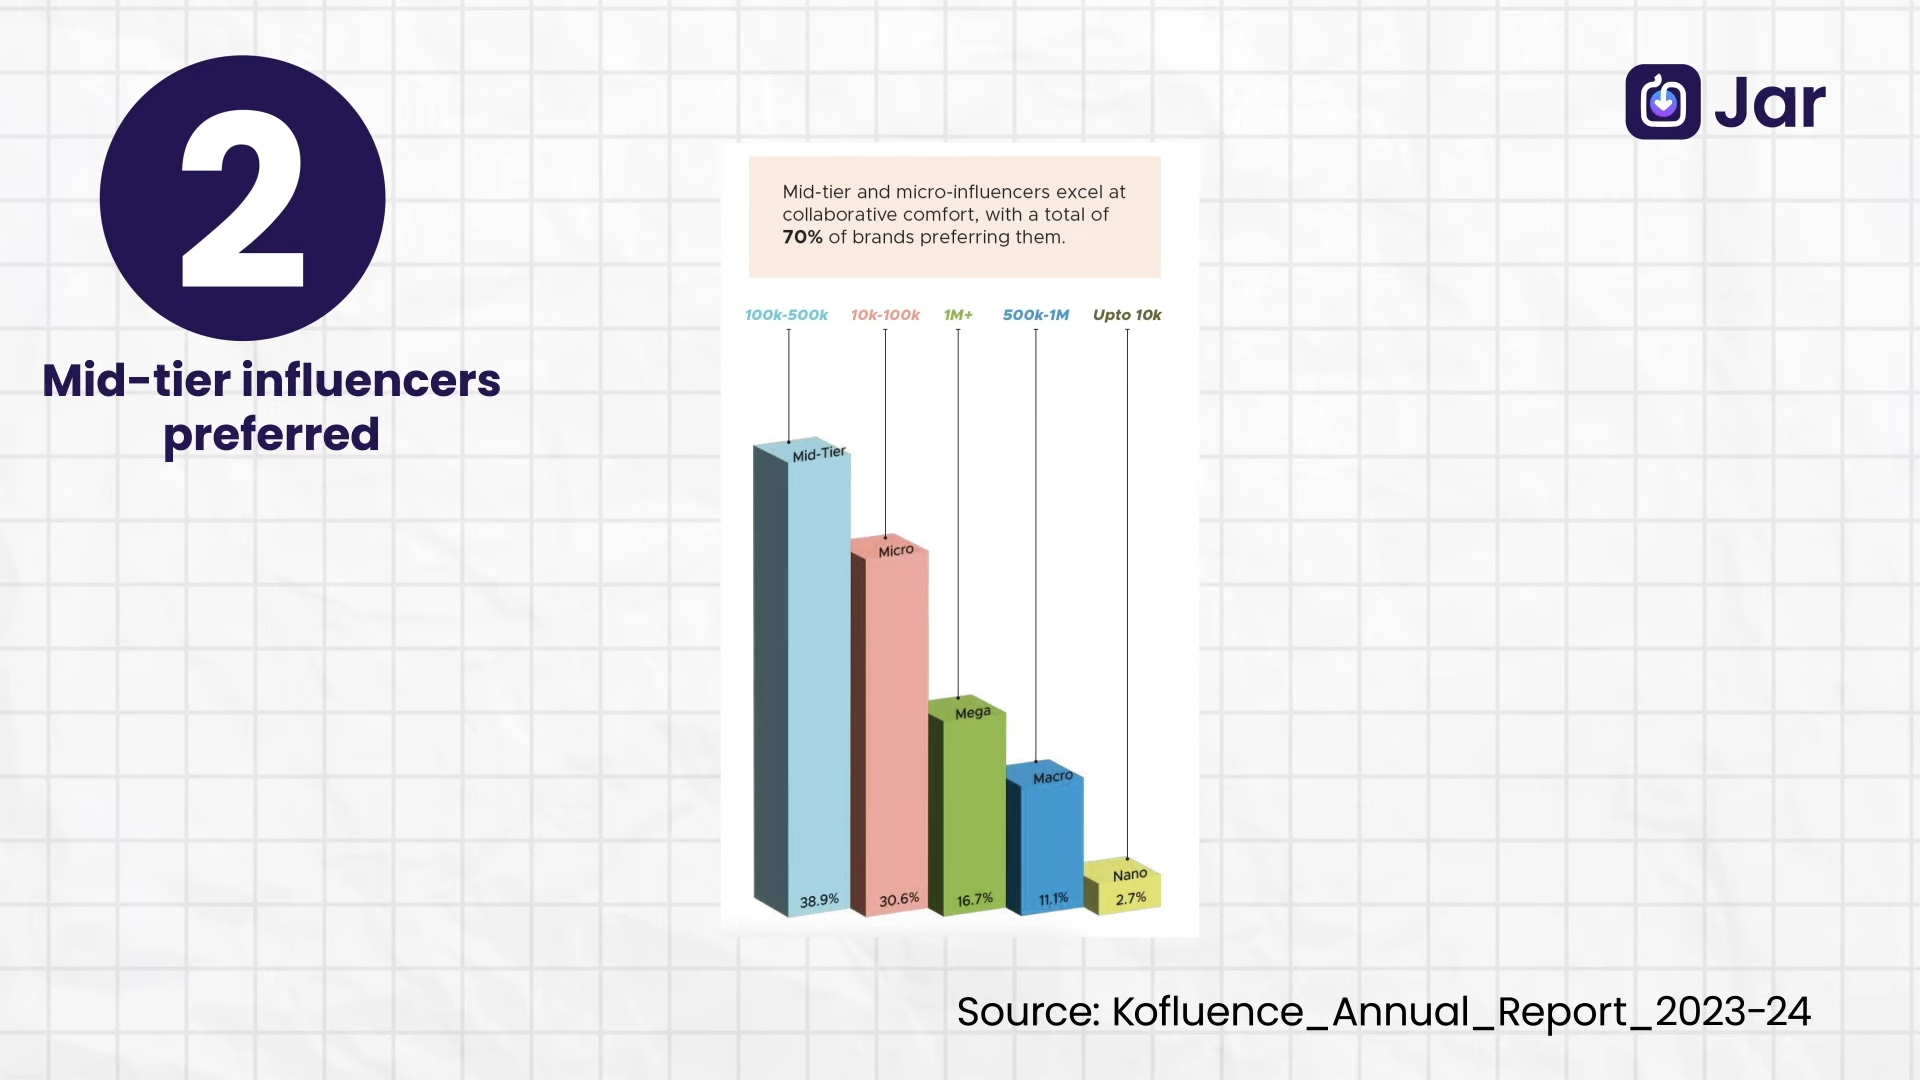 2
Mid-tier influencers
preferred
Jar
Mid-tier and micro-influencers excel at
collaborative comfort, with a total of
70% of brands preferring them.
100k-500k 10k-100k 1M+ 500k-1M Upto 10k
Mid-Tier
Micro
Mega
Macro
Nano
38.9% 30.6% 16.7% 11.1% 2.7%
Source: Kofluence_Annual_Report_2023-24